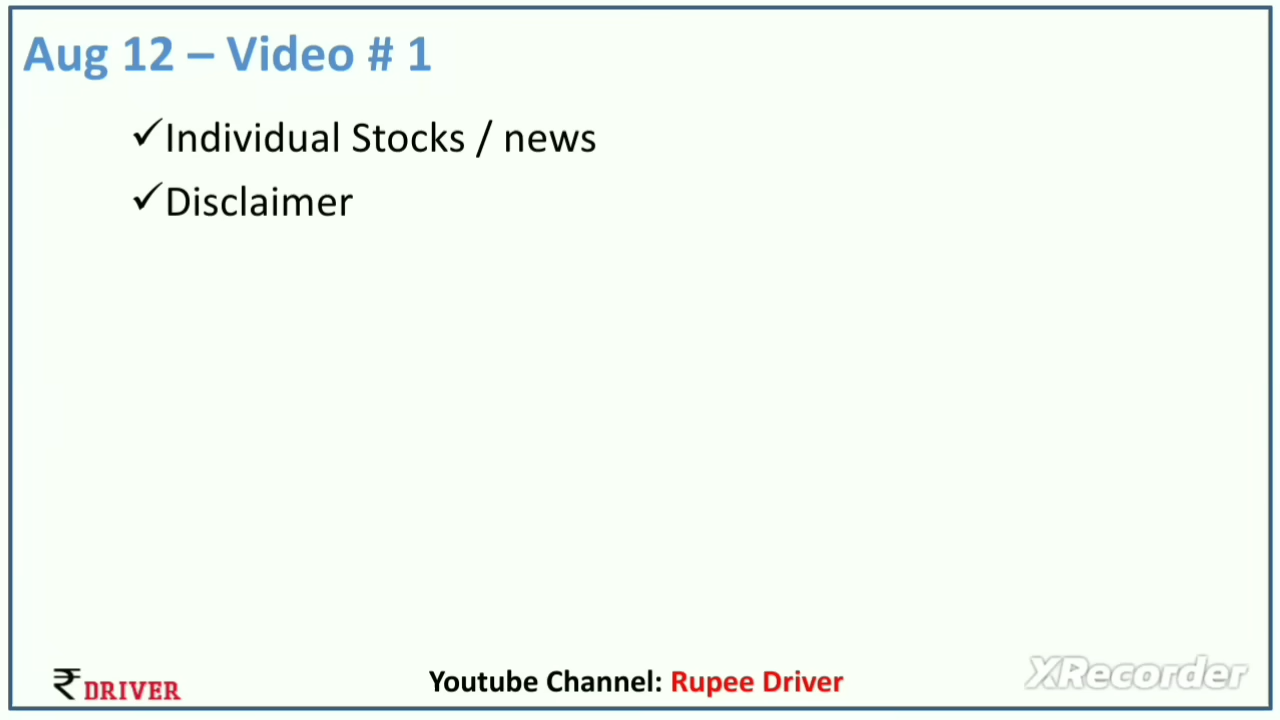 Aug 12 – Video # 1
✓Individual Stocks / news
✓Disclaimer
₹ DRIVER
Youtube Channel: Rupee Driver
XRecorder